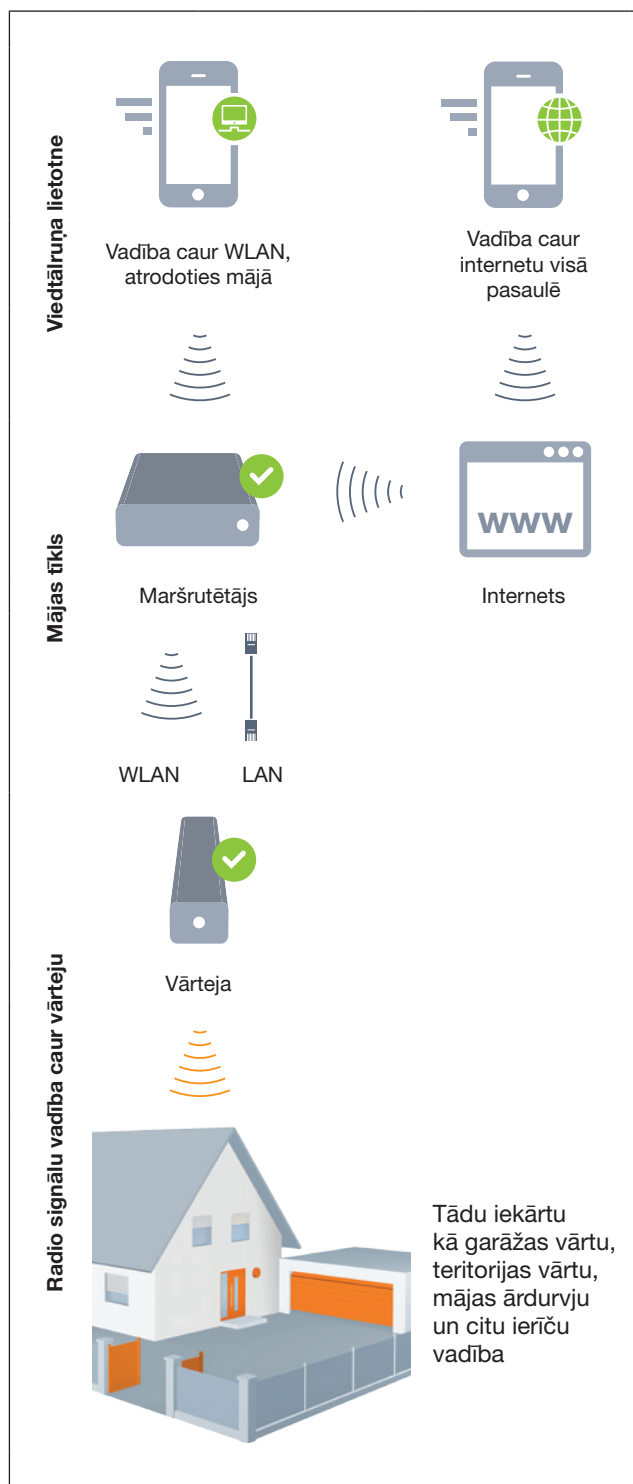 Viedtālruņa lietotne
Vadība caur WLAN,
atrodoties mājā
Vadība caur
internetu visā
pasaulē
Mājas tīkls
Maršrutētājs
www
Internets
WLAN
LAN
Radio signālu vadība caur vārteju
Vārteja
Tādu iekārtu
kā garāžas vārtu,
teritorijas vārtu,
mājas ārdurvju
un citu ierīču
vadība